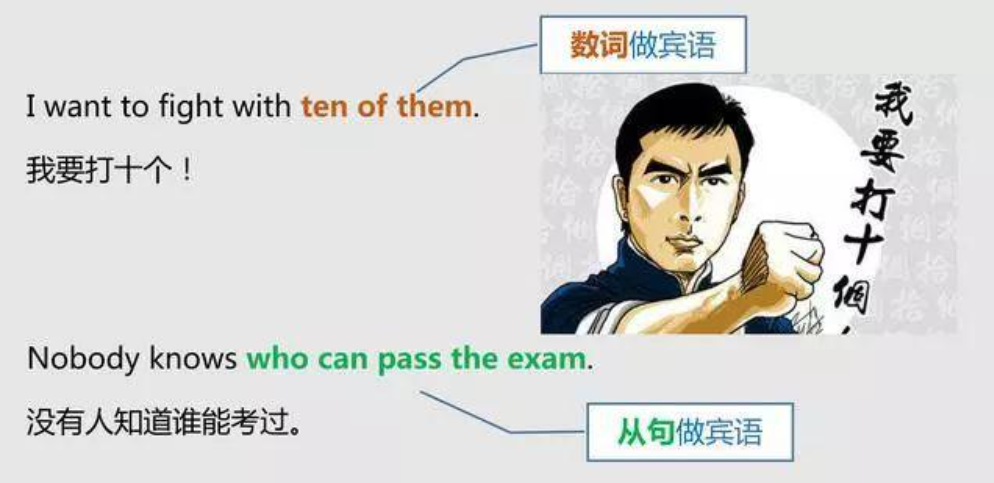 数词做宾语
I want to fight with ten of them.
我要打十个！
我要打十個
Nobody knows who can pass the exam.
没有人知道谁能考过。
从句做宾语